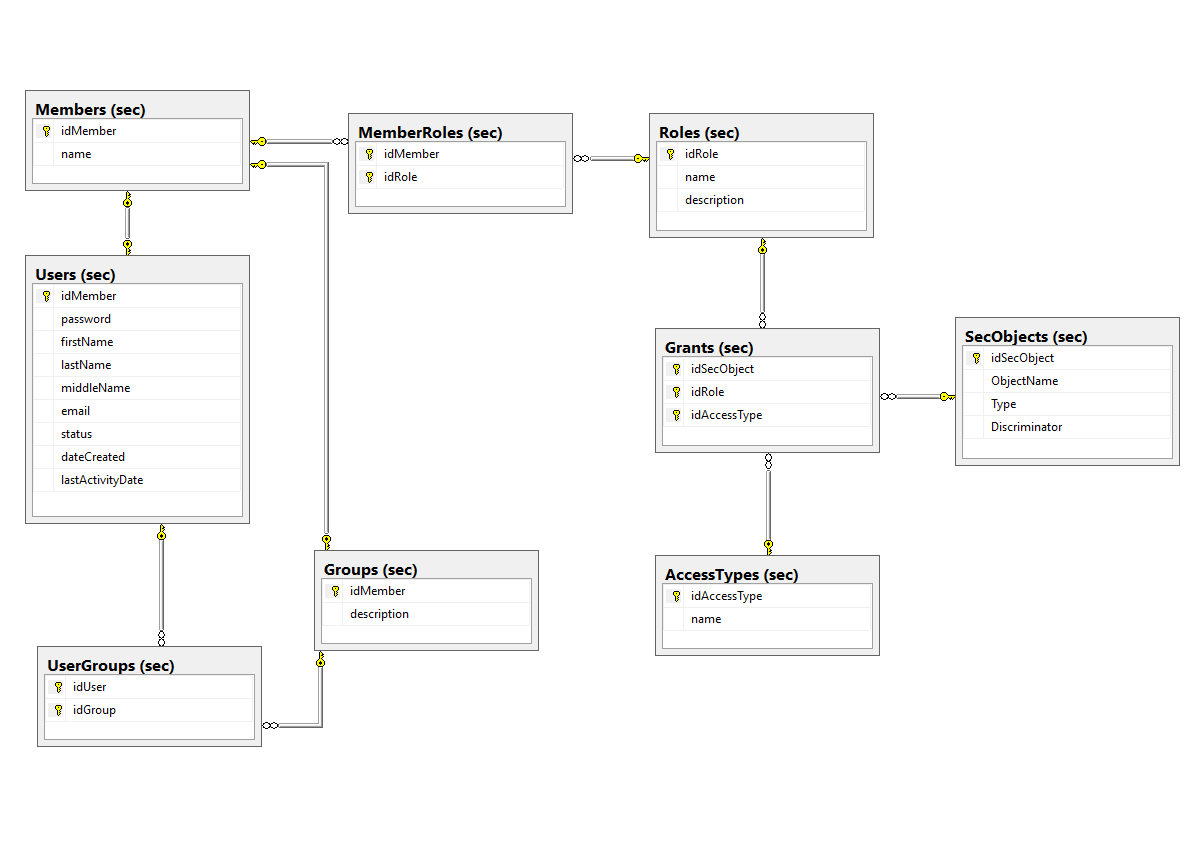 Members (sec)
idMember
name
MemberRoles (sec)
idMember
idRole
Roles (sec)
idRole
name
description
Users (sec)
idMember
password
firstName
lastName
middleName
email
status
dateCreated
lastActivityDate
Grants (sec)
idSecObject
idRole
idAccessType
SecObjects (sec)
idSecObject
ObjectName
Type
Discriminator
Groups (sec)
idMember
description
AccessTypes (sec)
idAccessType
name
UserGroups (sec)
idUser
idGroup